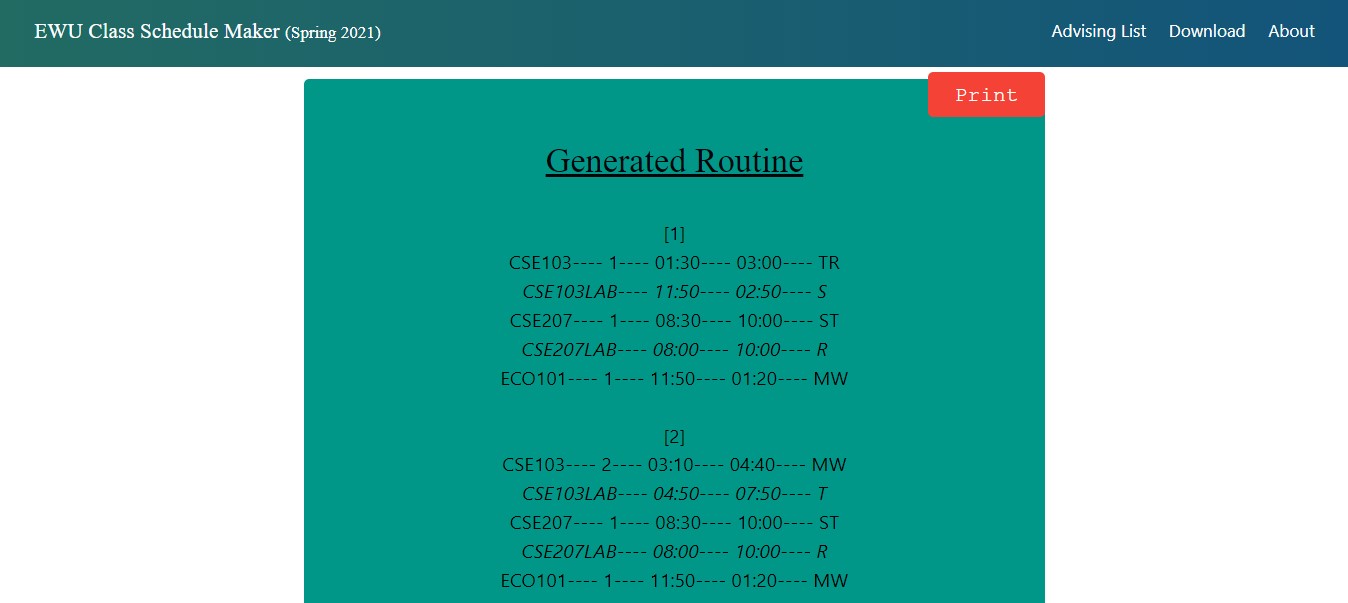 EWU Class Schedule Maker (Spring 2021)
Advising List Download About
Print
Generated Routine
[1]
CSE103---- 1---- 01:30---- 03:00---- TR
CSE103LAB---- 11:50---- 02:50---- S
CSE207---- 1---- 08:30---- 10:00---- ST
CSE207LAB---- 08:00---- 10:00---- R
ECO101---- 1---- 11:50---- 01:20---- MW
[2]
CSE103---- 2---- 03:10---- 04:40---- MW
CSE103LAB---- 04:50---- 07:50---- T
CSE207---- 1---- 08:30---- 10:00---- ST
CSE207LAB---- 08:00---- 10:00---- R
ECO101---- 1---- 11:50---- 01:20---- MW